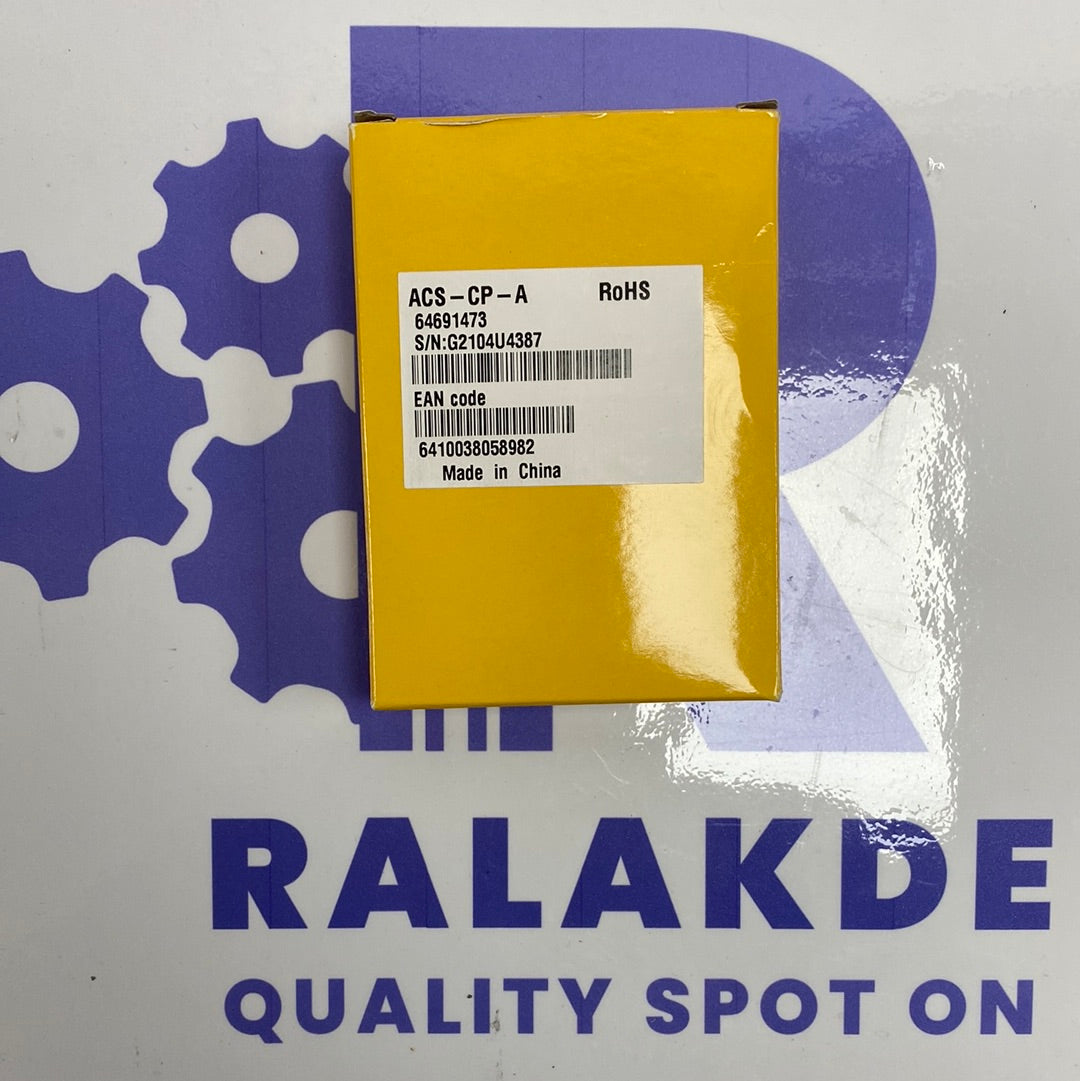 ACS-CP-A RoHS
64691473
S/N:G2104U4387
EAN code
6410038058982
Made in China
RALAKDE
QUALITY SPOT ON